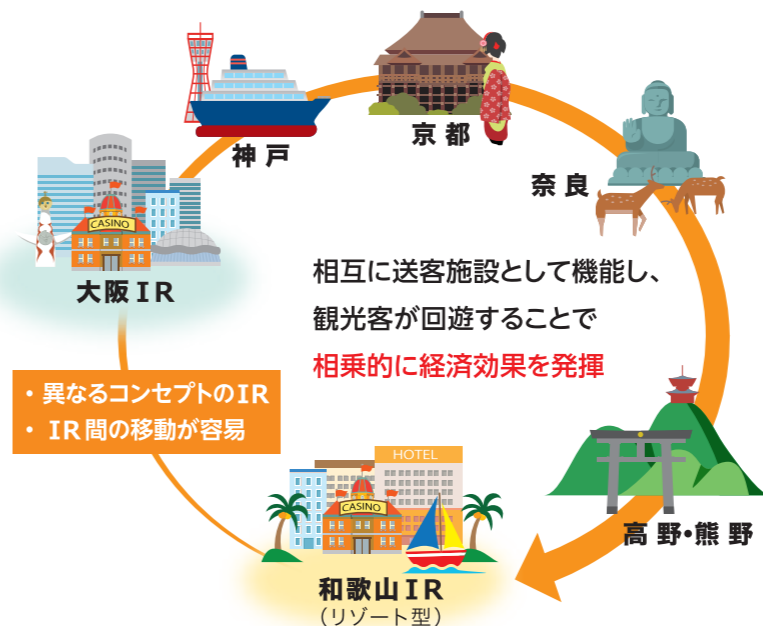 神戸
京都
奈良
CASINO
大阪IR
相互に送客施設として機能し、
観光客が回遊することで
相乗的に経済効果を発揮
・異なるコンセプトのIR
・IR間の移動が容易
HOTEL
CASINO
高野・熊野
和歌山IR
（リゾート型）